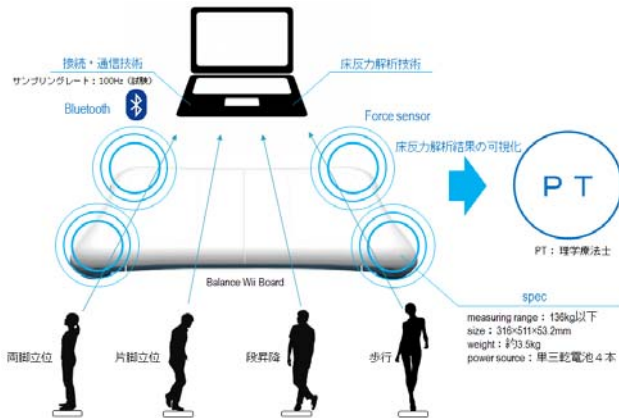 接続・通信技術
床反力解析技術
サンプリングレート：100Hz（試験）
Bluetooth
Force sensor
床反力解析結果の可視化
PT
PT：理学療法士
Balance Wii Board
spec
measuring range：136kg以下
size：316×511×53.2mm
weight：約3.5kg
power source：単三乾電池４本
両脚立位
片脚立位
段昇降
歩行